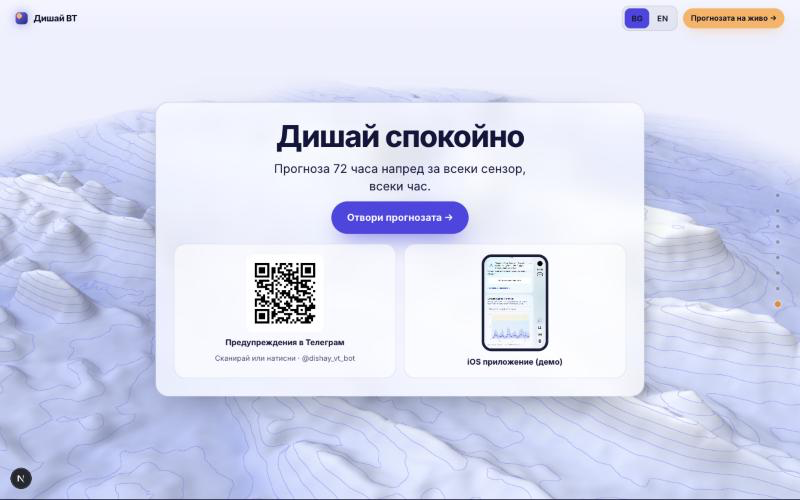 Дишай ВТ
BG EN
Прогнозата на живо →
Дишай спокойно
Прогноза 72 часа напред за всеки сензор,
всеки час.
Отвори прогнозата →
Предупреждения в Телеграм
Сканирай или натисни · @dishay_vt_bot
iOS приложение (демо)
N